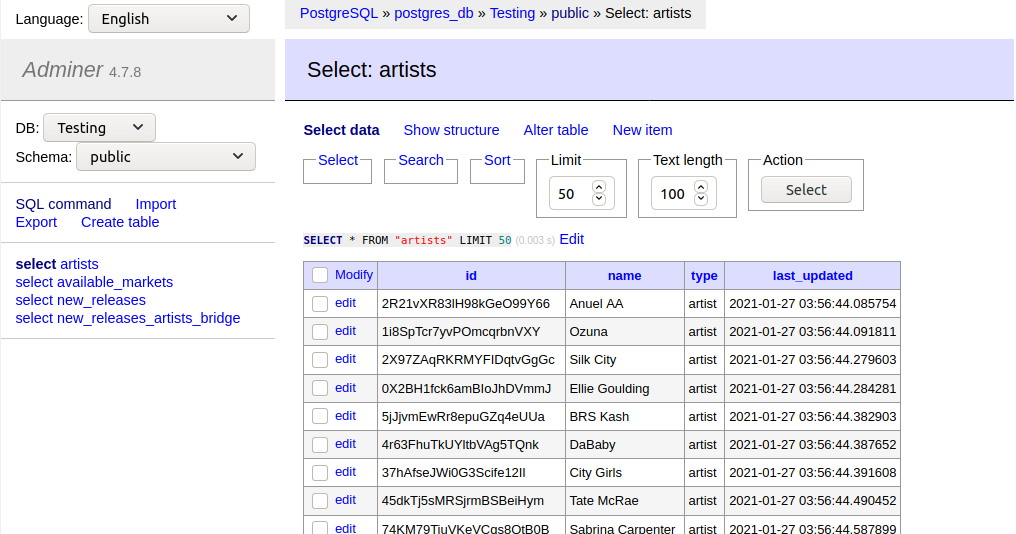 Language: English
PostgreSQL » postgres_db » Testing » public » Select: artists
Adminer 4.7.8
Select: artists
DB: Testing
Schema: public
SQL command Import
Export Create table
select artists
select available_markets
select new_releases
select new_releases_artists_bridge
Select data Show structure Alter table New item
Select Search Sort Limit Text length Action
50 100 Select
SELECT * FROM "artists" LIMIT 50 (0.003 s) Edit
Modify id name type last_updated
edit 2R21vXR83lH98kGeO99Y66 Anuel AA artist 2021-01-27 03:56:44.085754
edit 1i8SpTcr7yvPOmcqrbnVXY Ozuna artist 2021-01-27 03:56:44.091811
edit 2X97ZAqRKRMYFIDqtvGgGc Silk City artist 2021-01-27 03:56:44.279603
edit 0X2BH1fck6amBIoJhDVmmJ Ellie Goulding artist 2021-01-27 03:56:44.284281
edit 5jJjvmEwRr8epuGZq4eUUa BRS Kash artist 2021-01-27 03:56:44.382903
edit 4r63FhuTkUYltbVAg5TQnk DaBaby artist 2021-01-27 03:56:44.387652
edit 37hAfseJWi0G3Scife12Il City Girls artist 2021-01-27 03:56:44.391608
edit 45dkTj5sMRSjrmBSBeiHym Tate McRae artist 2021-01-27 03:56:44.490452
edit 74KM79TiuVKeVCqs8QtB0B Sabrina Carpenter artist 2021-01-27 03:56:44.587899